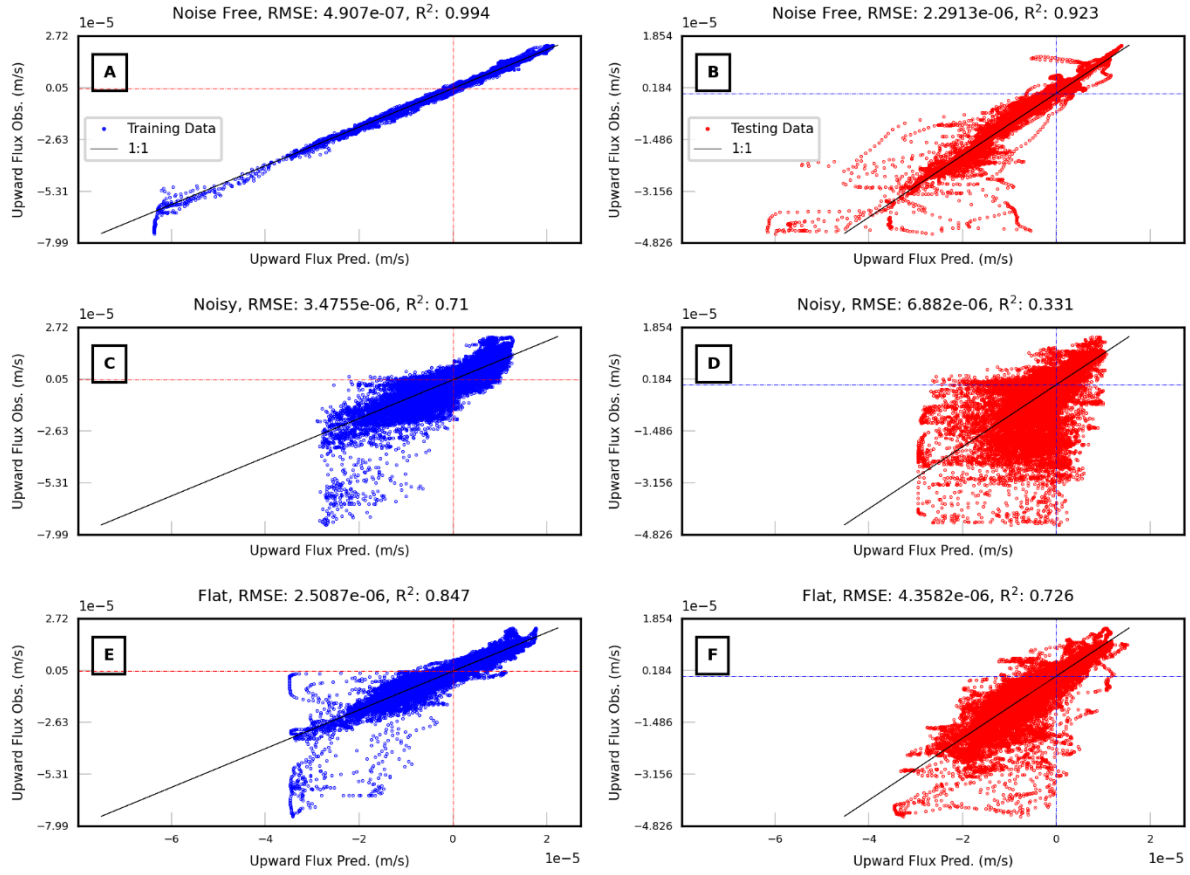 Noise Free, RMSE: 4.907e-07, R²: 0.994
1e−5
2.72
0.05
−2.63
−5.31
−7.99
Upward Flux Obs. (m/s)
A
Training Data
1:1
Upward Flux Pred. (m/s)
Noise Free, RMSE: 2.2913e-06, R²: 0.923
1e−5
1.854
0.184
−1.486
−3.156
−4.826
Upward Flux Obs. (m/s)
B
Testing Data
1:1
Upward Flux Pred. (m/s)
Noisy, RMSE: 3.4755e-06, R²: 0.71
1e−5
2.72
0.05
−2.63
−5.31
−7.99
Upward Flux Obs. (m/s)
C
Upward Flux Pred. (m/s)
Noisy, RMSE: 6.882e-06, R²: 0.331
1e−5
1.854
0.184
−1.486
−3.156
−4.826
Upward Flux Obs. (m/s)
D
Upward Flux Pred. (m/s)
Flat, RMSE: 2.5087e-06, R²: 0.847
1e−5
2.72
0.05
−2.63
−5.31
−7.99
Upward Flux Obs. (m/s)
E
−6 −4 −2 0 2
1e−5
Upward Flux Pred. (m/s)
Flat, RMSE: 4.3582e-06, R²: 0.726
1e−5
1.854
0.184
−1.486
−3.156
−4.826
Upward Flux Obs. (m/s)
F
−6 −4 −2 0 2
1e−5
Upward Flux Pred. (m/s)